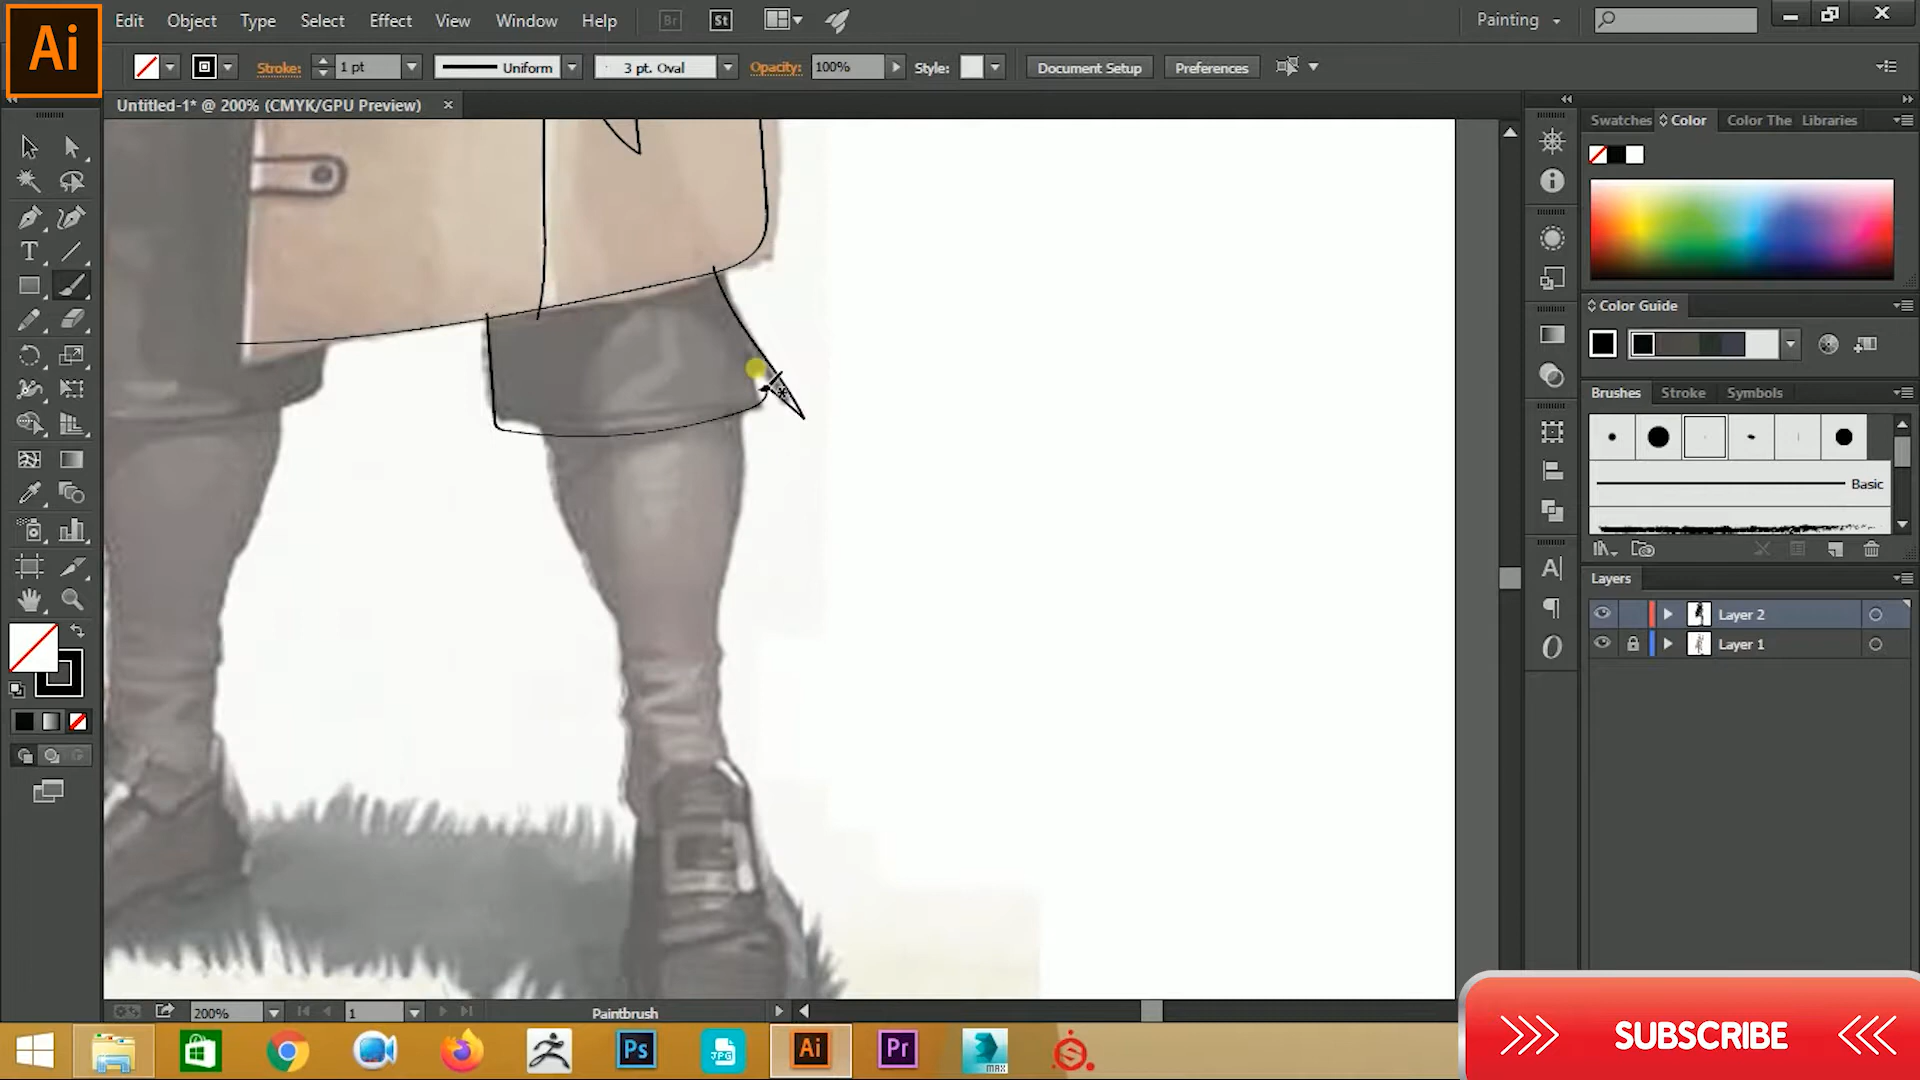 Ai
Edit Object Type Select Effect View Window Help
Br St
Painting
Stroke: 1 pt Uniform 3 pt. Oval Opacity: 100% Style: Document Setup Preferences
Untitled-1* @ 200% (CMYK/GPU Preview)
Swatches Color Color The Libraries
Color Guide
Brushes Stroke Symbols
Basic
Layers
Layer 2
Layer 1
200% 1 Paintbrush
Ps JPG Ai Pr MAX
SUBSCRIBE